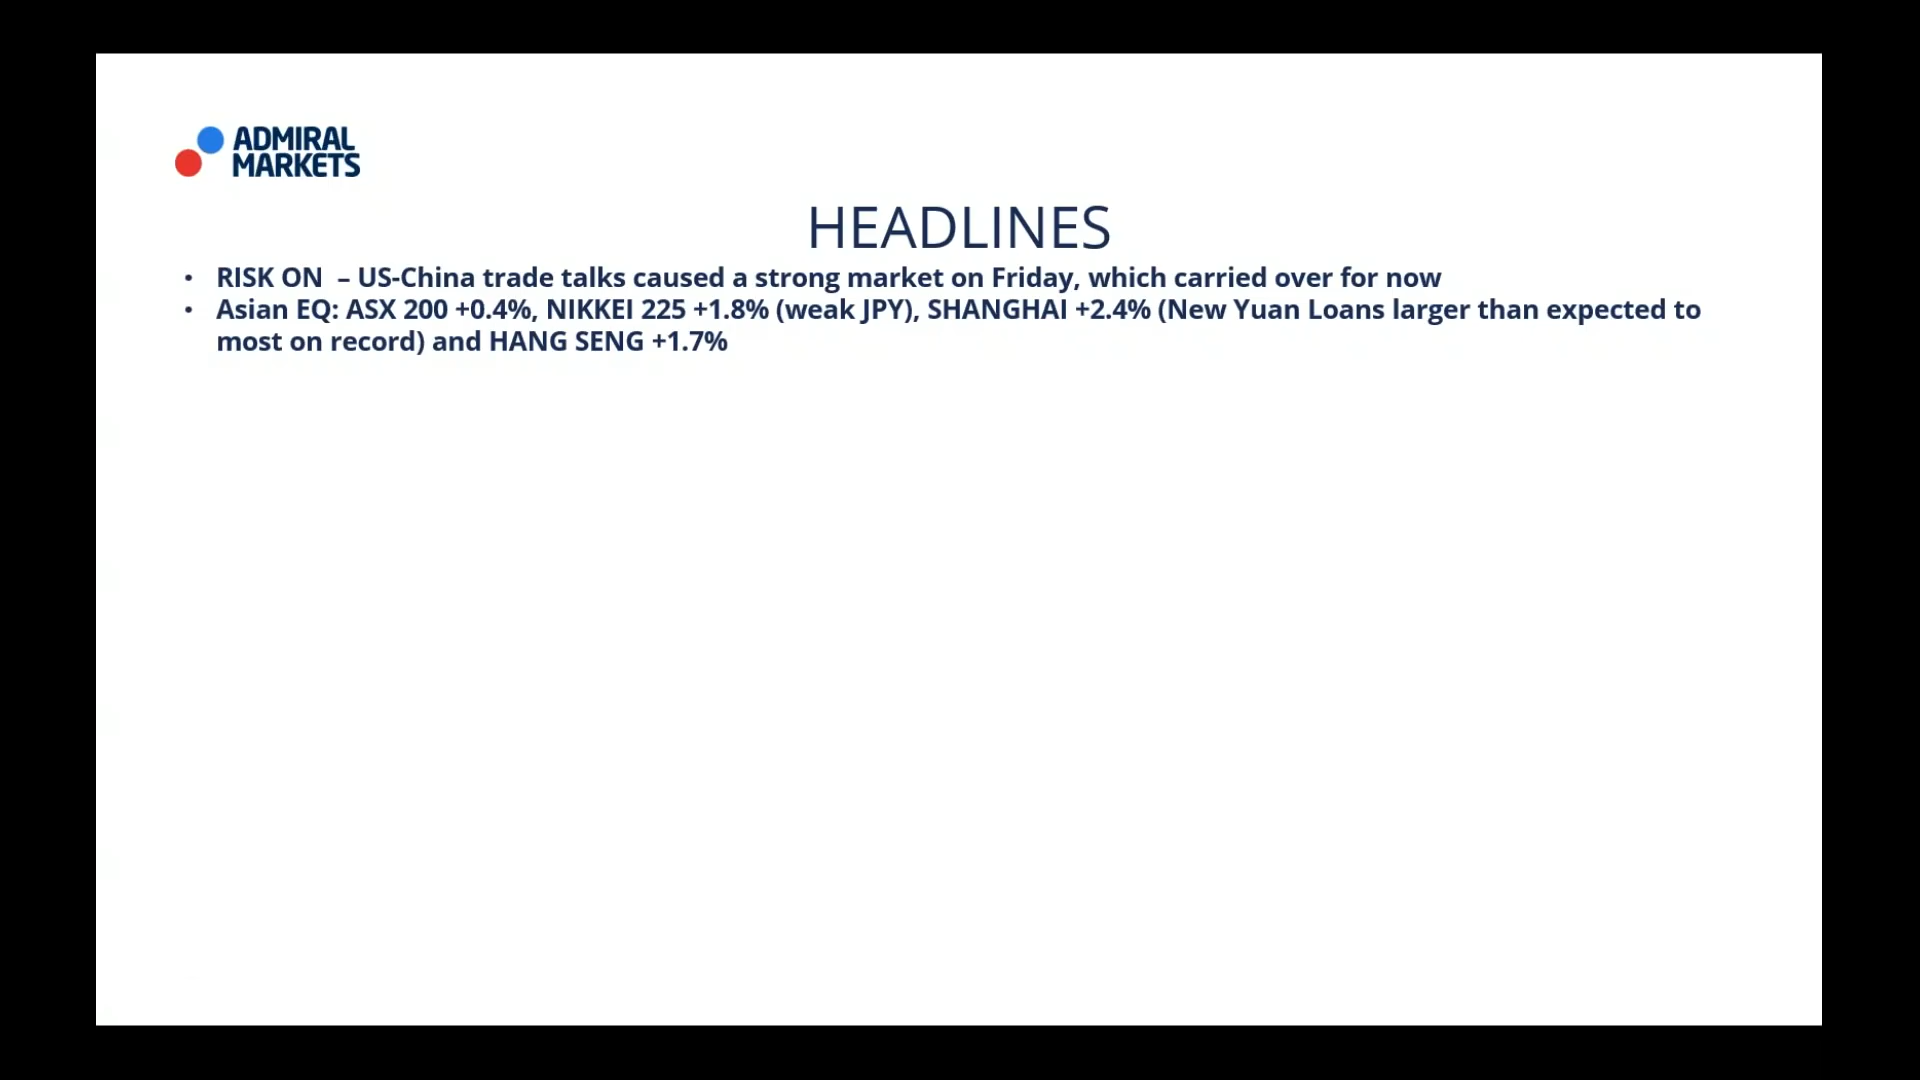 ADMIRAL
MARKETS
HEADLINES
• RISK ON – US-China trade talks caused a strong market on Friday, which carried over for now
• Asian EQ: ASX 200 +0.4%, NIKKEI 225 +1.8% (weak JPY), SHANGHAI +2.4% (New Yuan Loans larger than expected to
most on record) and HANG SENG +1.7%